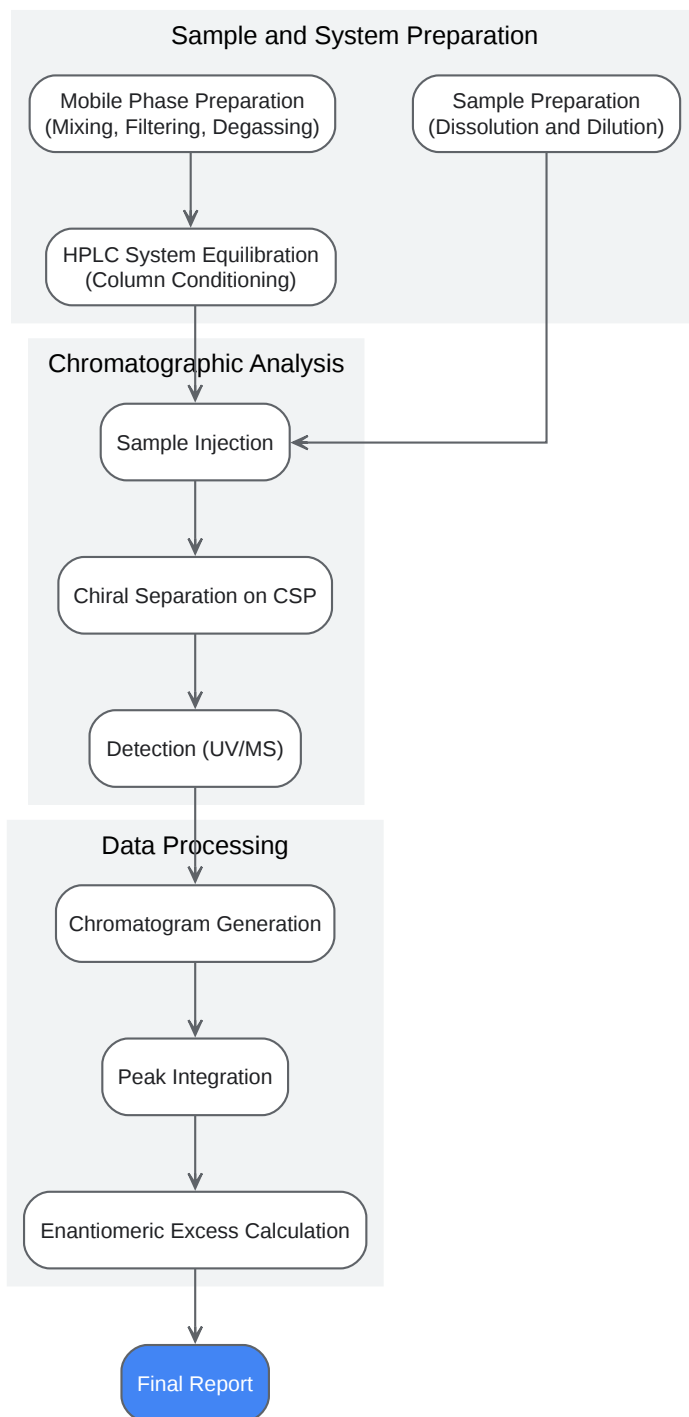 Sample and System Preparation
Mobile Phase Preparation
(Mixing, Filtering, Degassing)
Sample Preparation
(Dissolution and Dilution)
HPLC System Equilibration
(Column Conditioning)
Chromatographic Analysis
Sample Injection
Chiral Separation on CSP
Detection (UV/MS)
Data Processing
Chromatogram Generation
Peak Integration
Enantiomeric Excess Calculation
Final Report